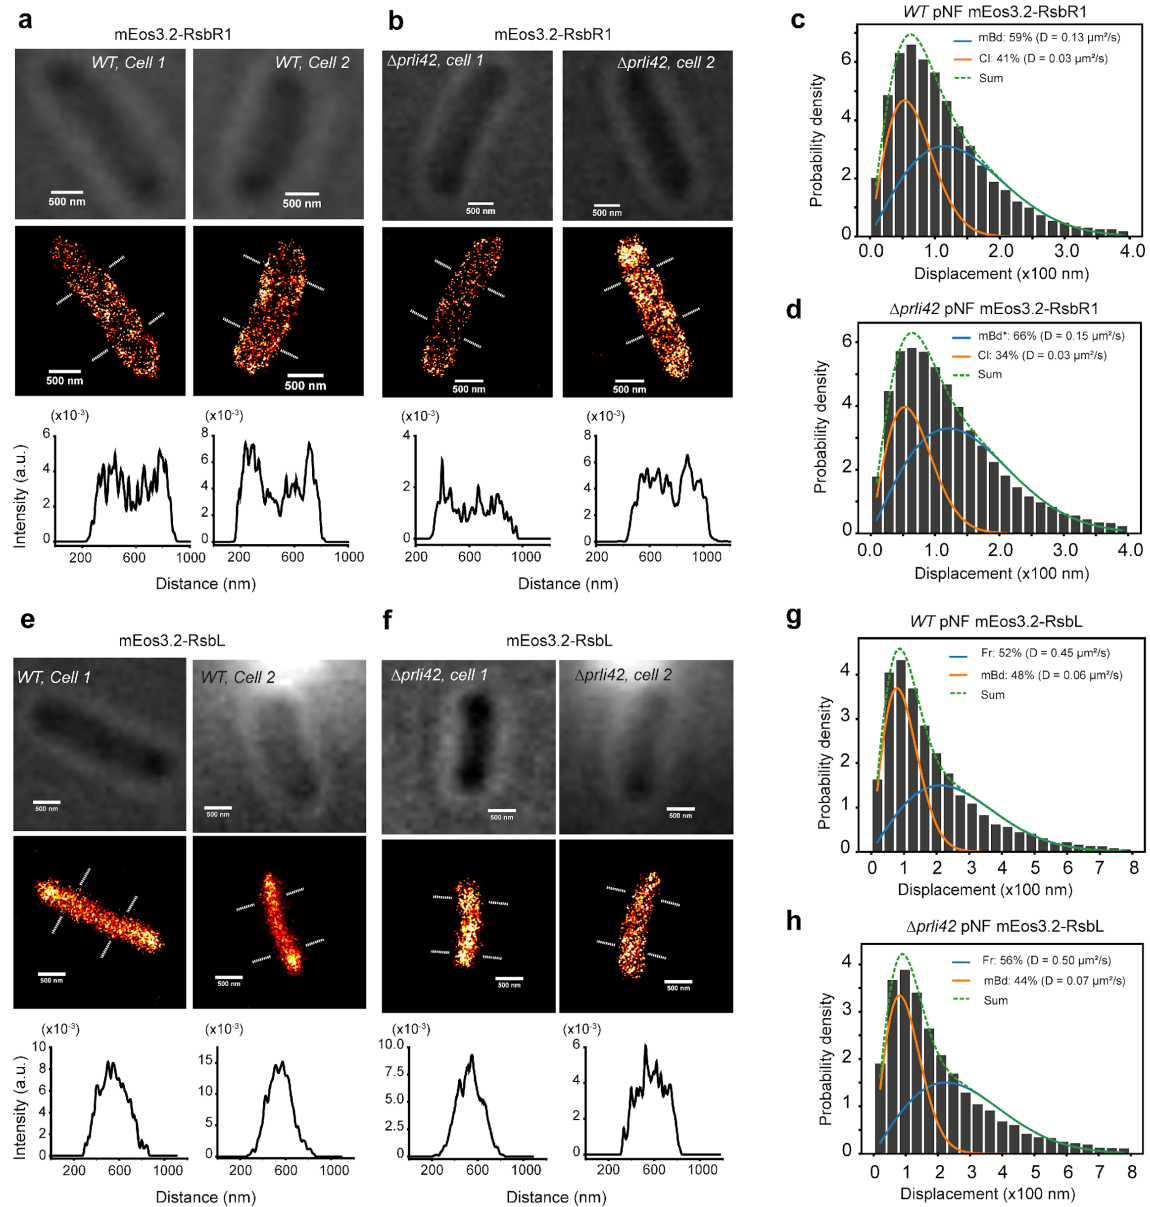 a
mEos3.2-RsbR1
WT, Cell 1
WT, Cell 2
500 nm
500 nm
500 nm
500 nm
(x10-3)
(x10-3)
Intensity (a.u.)
6
4
2
0
8
6
4
2
0
200
600
1000
200
600
1000
Distance (nm)
b
mEos3.2-RsbR1
Δprli42, cell 1
Δprli42, cell 2
500 nm
500 nm
500 nm
500 nm
(x10-3)
(x10-3)
4
2
0
8
6
4
2
0
200
600
1000
200
600
1000
Distance (nm)
c
WT pNF mEos3.2-RsbR1
mBd: 59% (D = 0.13 μm²/s)
Cl: 41% (D = 0.03 μm²/s)
Sum
Probability density
6
4
2
0
0.0 1.0 2.0 3.0 4.0
Displacement (x100 nm)
d
Δprli42 pNF mEos3.2-RsbR1
mBd*: 66% (D = 0.15 μm²/s)
Cl: 34% (D = 0.03 μm²/s)
Sum
Probability density
6
4
2
0
0.0 1.0 2.0 3.0 4.0
Displacement (x100 nm)
e
mEos3.2-RsbL
WT, Cell 1
WT, Cell 2
500 nm
500 nm
500 nm
500 nm
(x10-3)
(x10-3)
Intensity (a.u.)
10
8
6
4
2
0
15
10
5
0
200
600
1000
200
600
1000
Distance (nm)
f
mEos3.2-RsbL
Δprli42, cell 1
Δprli42, cell 2
500 nm
500 nm
500 nm
500 nm
(x10-3)
(x10-3)
10.0
7.5
5.0
2.5
0
6
4
2
0
200
600
1000
200
600
1000
Distance (nm)
g
WT pNF mEos3.2-RsbL
Fr: 52% (D = 0.45 μm²/s)
mBd: 48% (D = 0.06 μm²/s)
Sum
Probability density
4
3
2
1
0
0 1 2 3 4 5 6 7 8
Displacement (x100 nm)
h
Δprli42 pNF mEos3.2-RsbL
Fr: 56% (D = 0.50 μm²/s)
mBd: 44% (D = 0.07 μm²/s)
Sum
Probability density
4
3
2
1
0
0 1 2 3 4 5 6 7 8
Displacement (x100 nm)